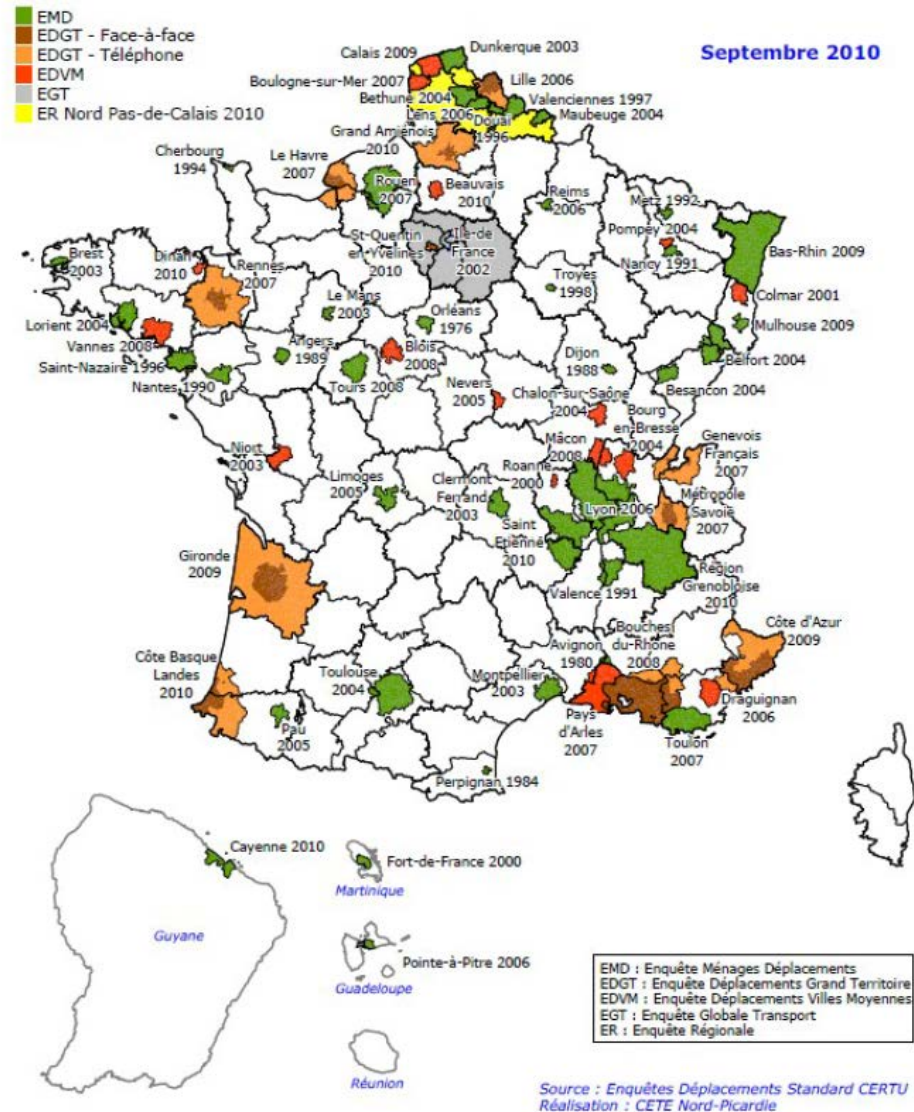 EMD
EDGT - Face-à-face
EDGT - Téléphone
EDVM
EGT
ER Nord Pas-de-Calais 2010
Septembre 2010
Calais 2009
Dunkerque 2003
Boulogne-sur-Mer 2007
Lille 2006
Bethune 2004
Valenciennes 1997
Lens 2006
Douai
1996
Maubeuge 2004
Grand Amiénois
2010
Cherbourg
1994
Le Havre
2007
Rouen
2007
Beauvais
2010
Reims
2006
Metz 1992
Pompey 2004
Nancy 1991
Bas-Rhin 2009
St-Quentin
en-Yvelines
2010
Ile-de
France
2002
Brest
2003
Dinan
2010
Rennes
2007
Le Mans
2003
Troyes
1998
Colmar 2001
Orléans
1976
Mulhouse 2009
Lorient 2004
Vannes 2008
Angers
1989
Blois
2008
Belfort 2004
Saint-Nazaire 1996
Nantes 1990
Tours 2008
Dijon
1988
Besancon 2004
Nevers
2005
Chalon-sur-Saône
2004
Bourg
en-Bresse
2004
Niort
2003
Mâcon
2008
Genevois
Français
2007
Limoges
2005
Clermont
Ferrand
2003
Roanne
2000
Lyon 2006
Métropole
Savoie
2007
Saint
Etienne
2010
Gironde
2009
Valence 1991
Région
Grenobloise
2010
Côte d'Azur
2009
Côte Basque
Landes
2010
Toulouse
2004
Montpellier
2003
Avignon
1980
Bouches
du-Rhône
2008
Draguignan
2006
Pau
2005
Pays
d'Arles
2007
Toulon
2007
Perpignan 1984
Cayenne 2010
Fort-de-France 2000
Martinique
Guyane
Pointe-à-Pitre 2006
Guadeloupe
Réunion
EMD : Enquête Ménages Déplacements
EDGT : Enquête Déplacements Grand Territoire
EDVM : Enquête Déplacements Villes Moyennes
EGT : Enquête Globale Transport
ER : Enquête Régionale
Source : Enquêtes Déplacements Standard CERTU
Réalisation : CETE Nord-Picardie